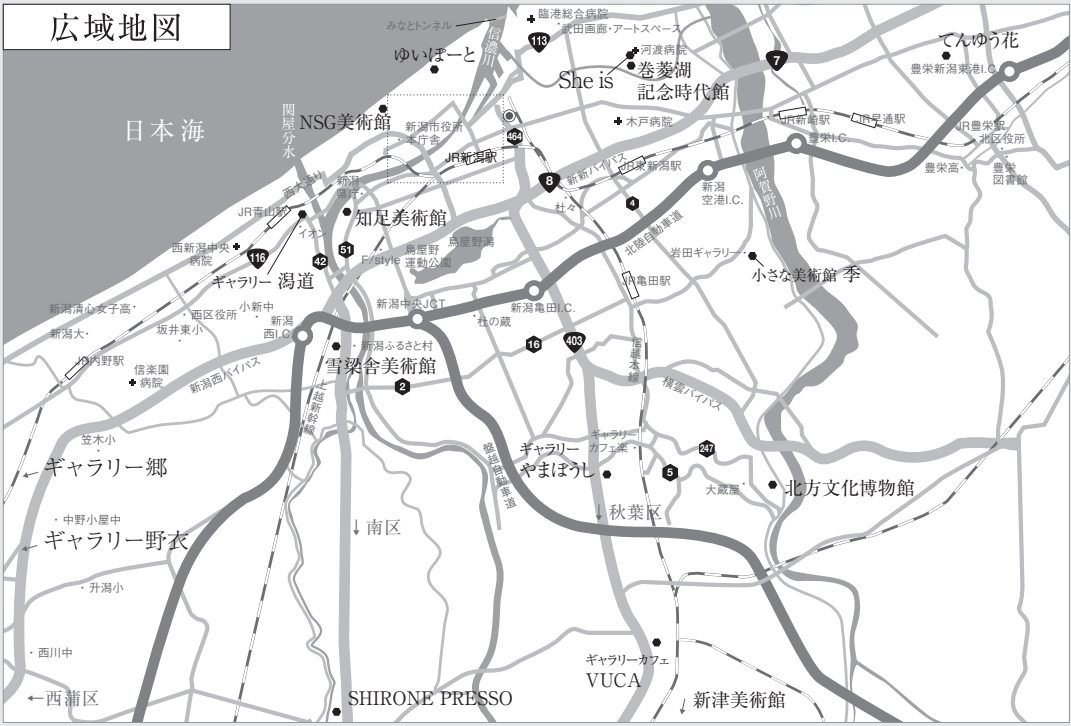 広域地図
みなとトンネル
信濃川
臨港総合病院
武田画廊・アートスペース
113
ゆいぽーと
河渡病院
She is
巻菱湖
記念時代館
7
てんゆう花
豊栄新潟東港I.C.
日本海
関屋分水
NSG美術館
新潟市役所
・本庁舎
464
木戸病院
JR新崎駅
JR早通駅
JR豊栄駅
北区役所
JR新潟駅
豊栄I.C.
豊栄高・
豊栄
図書館
新新バイパス
JR東新潟駅
8
新潟
空港I.C.
阿賀野川
西大通り
新潟
県庁・
JR青山駅
イオン
知足美術館
杜々
4
北陸自動車道
西新潟中央
病院
116
42
51
F/style
鳥屋野
運動公園
鳥屋野潟
岩田ギャラリー
小さな美術館 季
ギャラリー 潟道
JR亀田駅
新潟清心女子高・
西区役所
小新中
新潟
西I.C.
新潟中央JCT
新潟亀田I.C.
杜の蔵
新潟大・
坂井東小
・新潟ふるさと村
雪梁舎美術館
16
403
信越本線
JR内野駅
信楽園
病院
新潟西バイパス
2
横雲バイパス
上越新幹線
笠木小
←ギャラリー郷
磐越自動車道
ギャラリー
やまぼうし
ギャラリー
カフェ楽・
247
5
大蔵屋
北方文化博物館
・中野小屋中
←ギャラリー野衣
↓南区
↓秋葉区
・升潟小
・西川中
←西蒲区
SHIRONE PRESSO
ギャラリーカフェ
VUCA
↓新津美術館